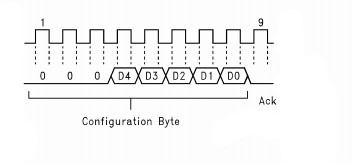 1 9
0 0 0 D4 D3 D2 D1 D0
Ack
Configuration Byte